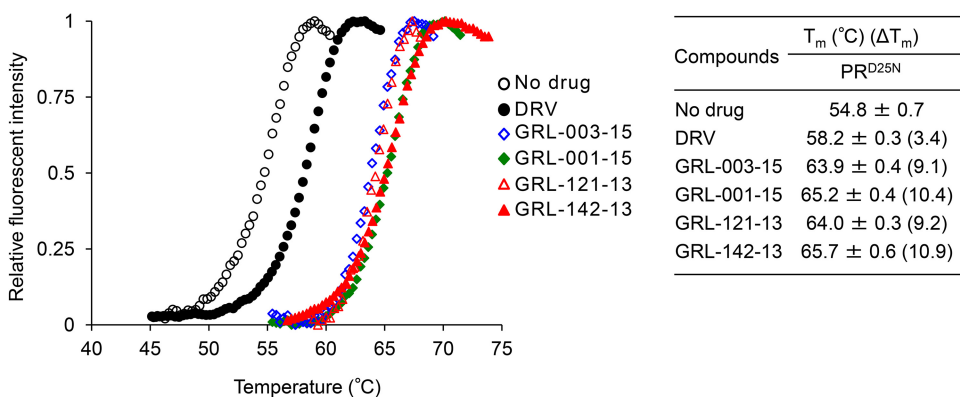 Relative fluorescent intensity
1
0.75
0.5
0.25
0
40 45 50 55 60 65 70 75
Temperature (°C)
No drug
DRV
GRL-003-15
GRL-001-15
GRL-121-13
GRL-142-13
Compounds Tm (°C) (ΔTm)
PRD25N
No drug 54.8 ± 0.7
DRV 58.2 ± 0.3 (3.4)
GRL-003-15 63.9 ± 0.4 (9.1)
GRL-001-15 65.2 ± 0.4 (10.4)
GRL-121-13 64.0 ± 0.3 (9.2)
GRL-142-13 65.7 ± 0.6 (10.9)